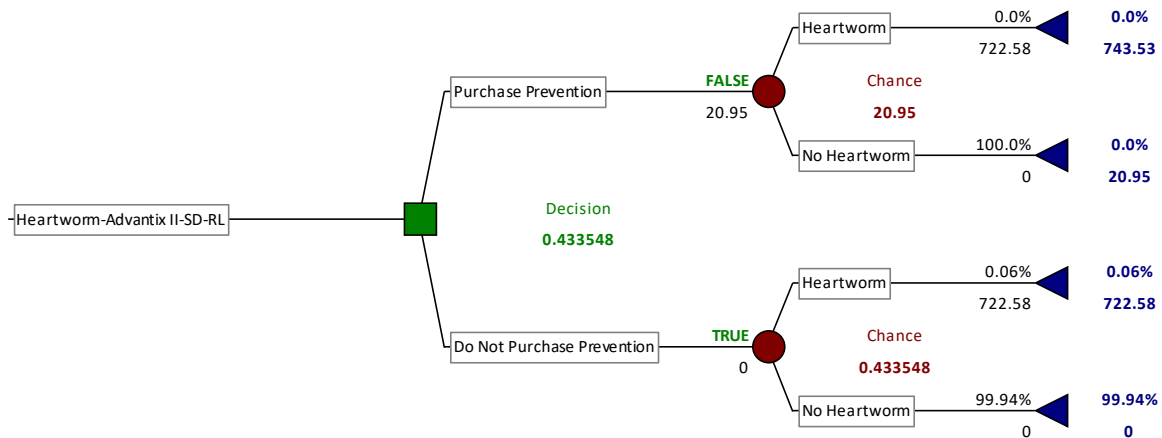 Heartworm 0.0% 0.0%
722.58 743.53
FALSE Chance
Purchase Prevention
20.95 20.95
No Heartworm 100.0% 0.0%
0 20.95
Heartworm-Advantix II-SD-RL Decision
0.433548
Heartworm 0.06% 0.06%
722.58 722.58
TRUE Chance
Do Not Purchase Prevention
0 0.433548
No Heartworm 99.94% 99.94%
0 0